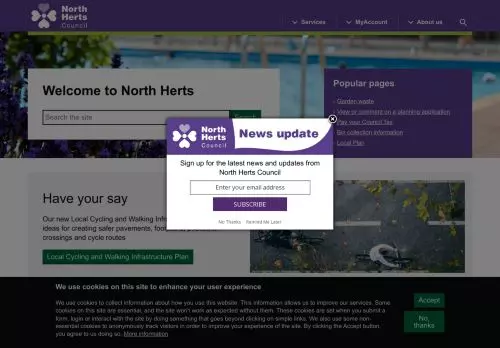 North
Herts
Council
Services
MyAccount
About us
Welcome to North Herts
Search the site
Search
Popular pages
Garden waste
View or comment on a planning application
Pay your Council Tax
Bin collection information
Local Plan
North
Herts
Council
News update
Sign up for the latest news and updates from
North Herts Council
Enter your email address
SUBSCRIBE
No Thanks Remind Me Later
Have your say
Our new Local Cycling and Walking
ideas for creating safer pavements,
crossings and cycle routes
Local Cycling and Walking Infrastructure Plan
We use cookies on this site to enhance your user experience
We use cookies to collect information about how you use this website. This information allows us to improve our services. Some
cookies on this site are essential, and the site won't work as expected without them. These cookies are set when you submit a
form, login or interact with the site by doing something that goes beyond clicking on simple links. We also use some non-
essential cookies to anonymously track visitors in order to improve your experience of the site. By clicking the Accept button,
you agree to us doing so. More information
Accept
No,
thanks